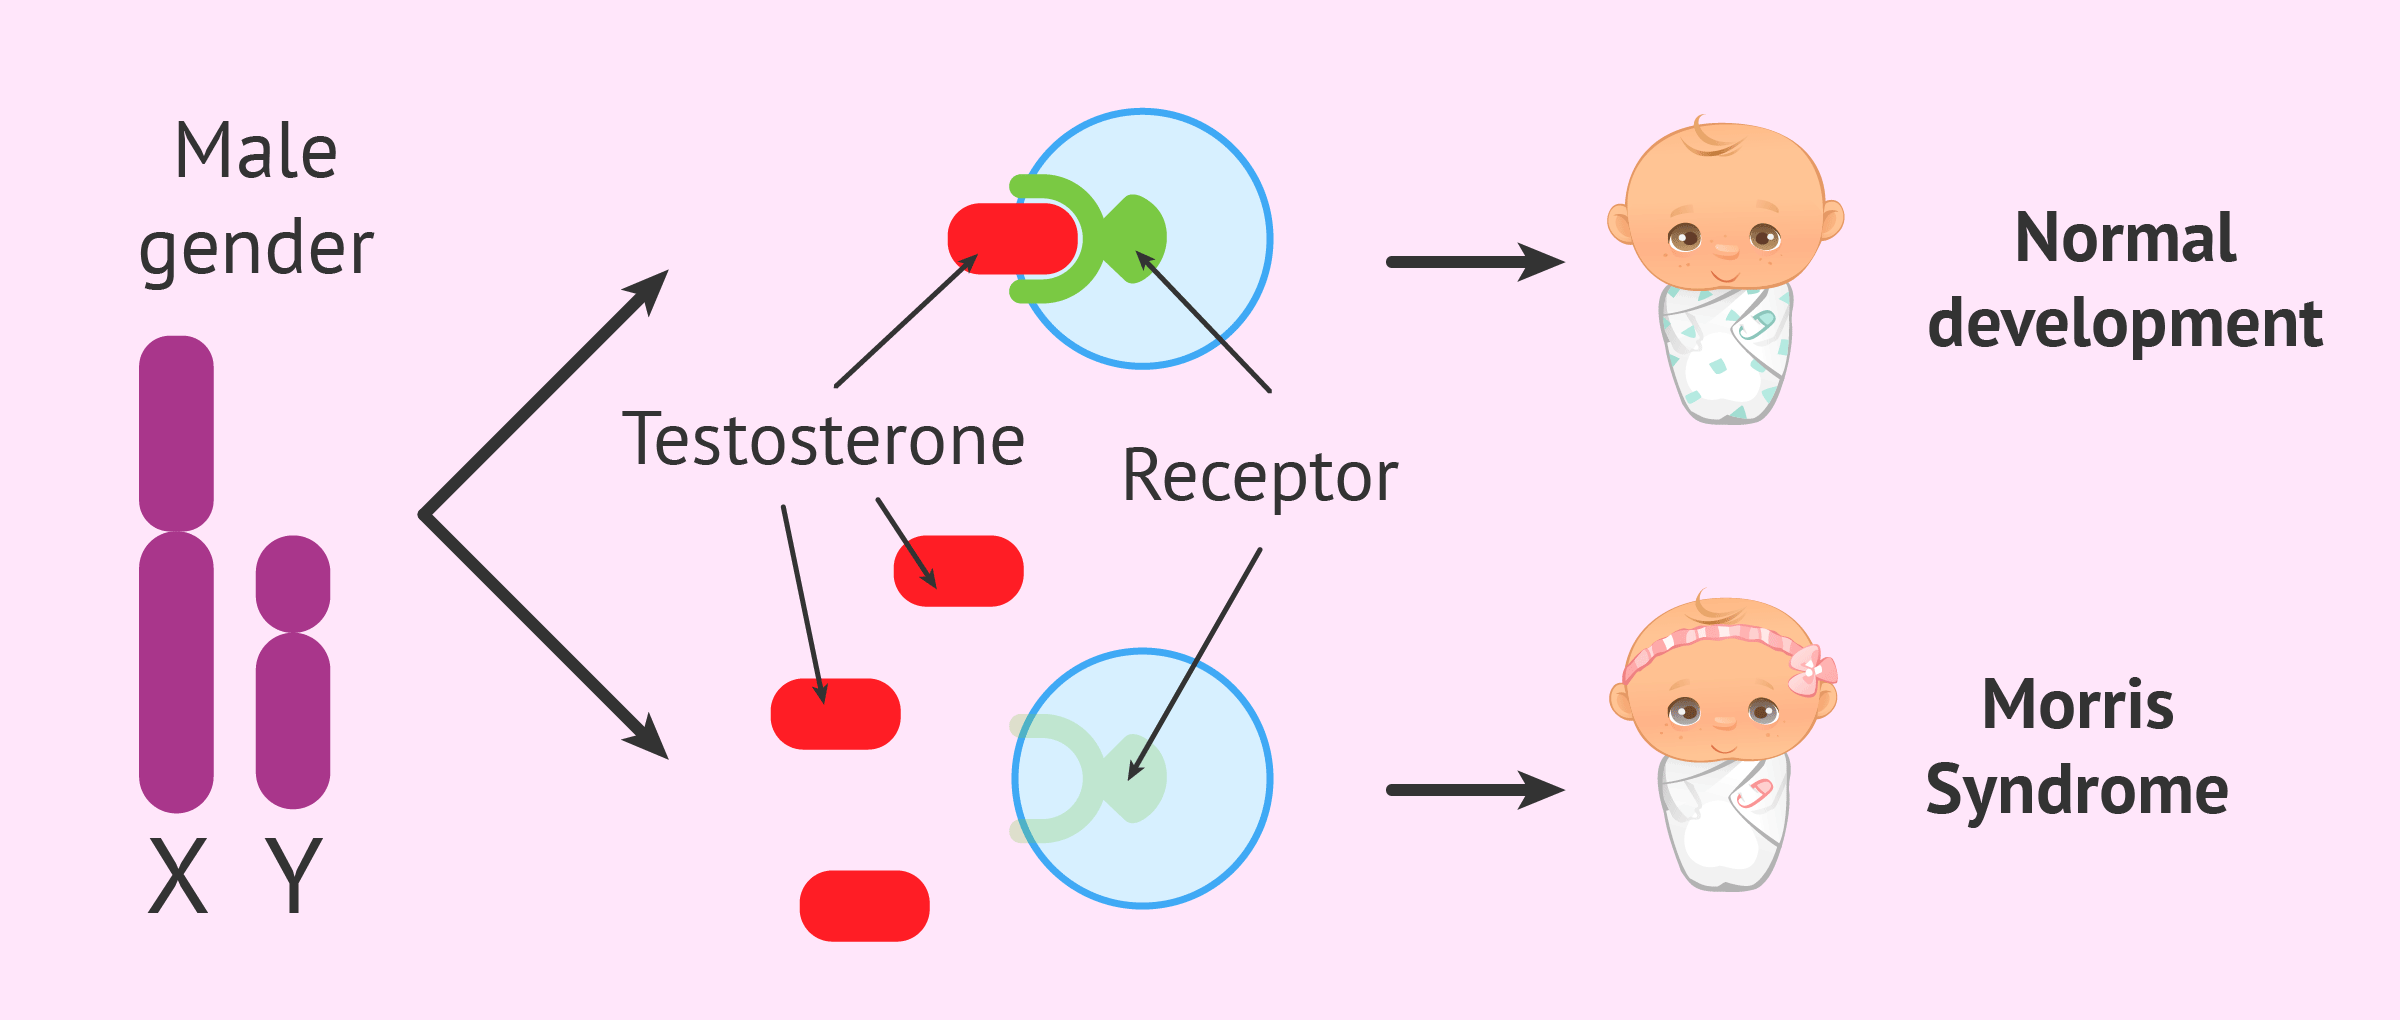 Male
gender
X Y
Testosterone
Receptor
Normal
development
Morris
Syndrome